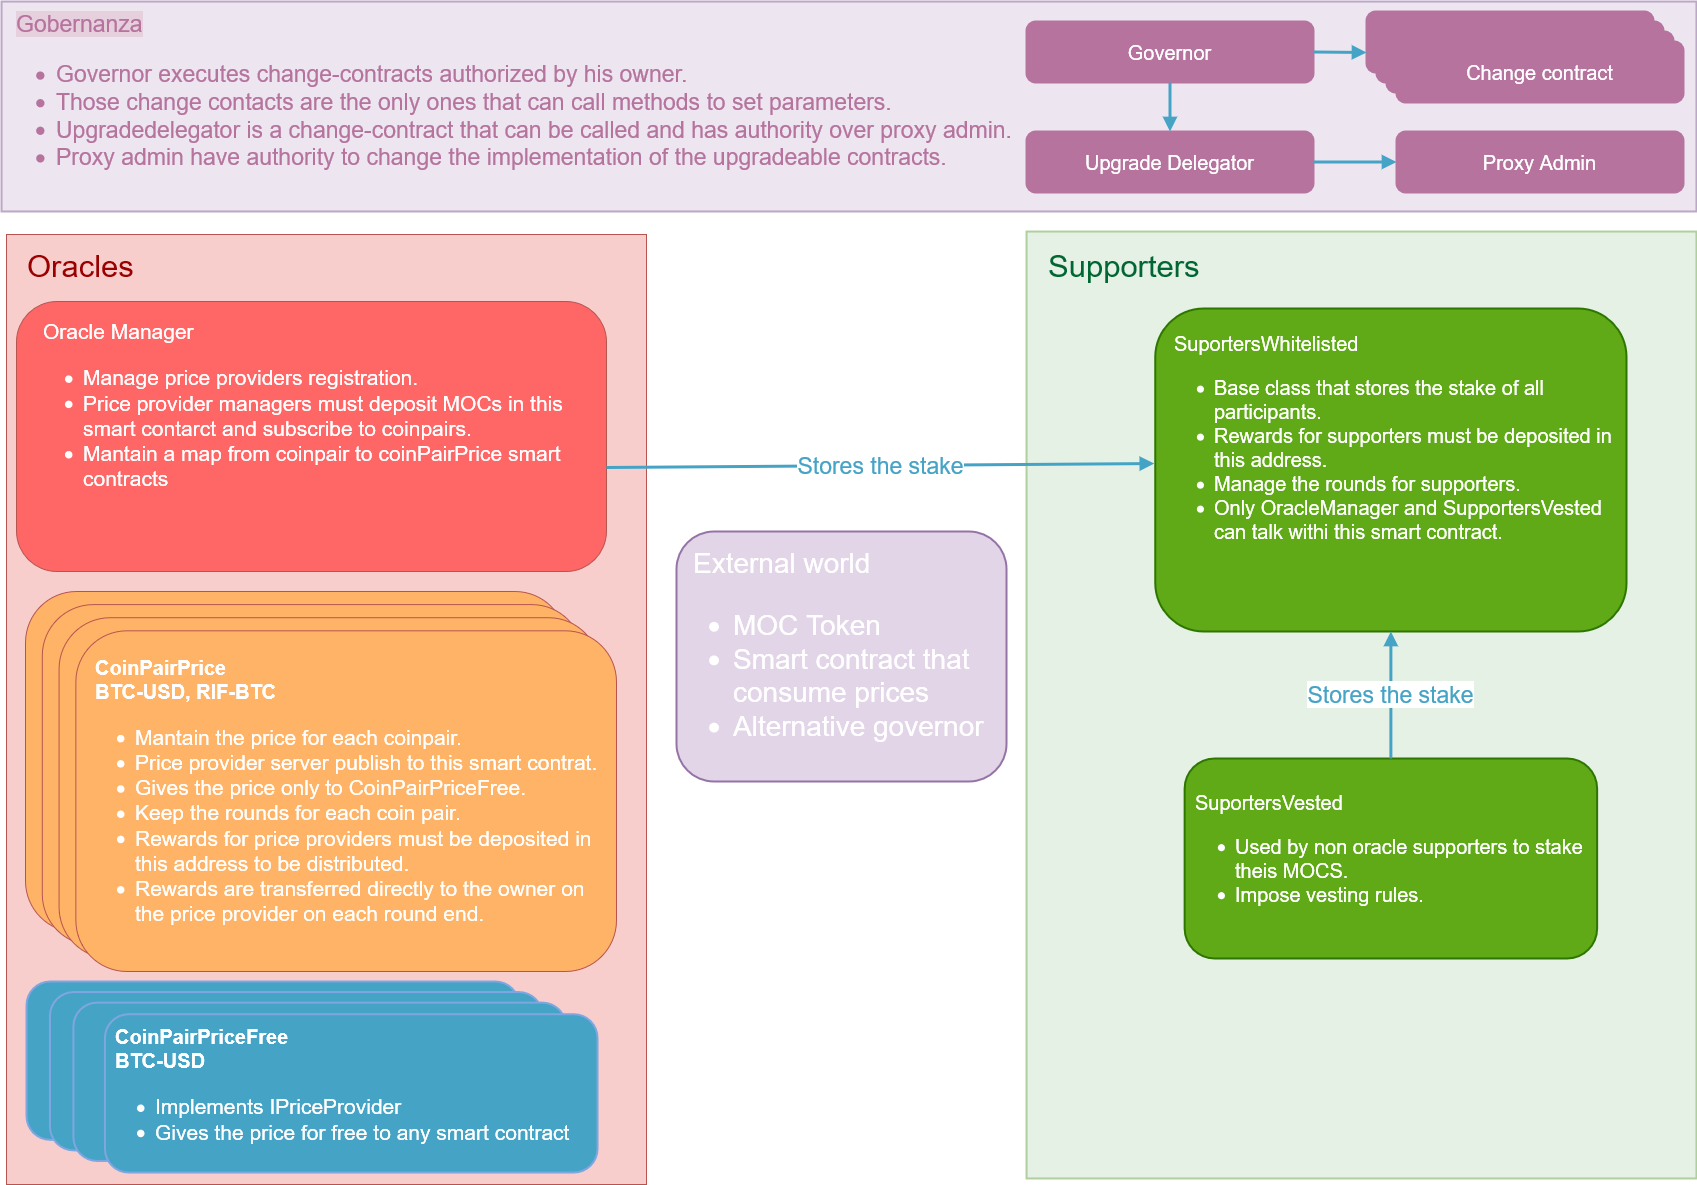 Gobernanza
Governor executes change-contracts authorized by his owner.
Those change contacts are the only ones that can call methods to set parameters.
Upgradedelegator is a change-contract that can be called and has authority over proxy admin.
Proxy admin have authority to change the implementation of the upgradeable contracts.
Governor
Change contract
Upgrade Delegator
Proxy Admin
Oracles
Oracle Manager
Manage price providers registration.
Price provider managers must deposit MOCs in this
smart contarct and subscribe to coinpairs.
Mantain a map from coinpair to coinPairPrice smart
contracts
CoinPairPrice
BTC-USD, RIF-BTC
Mantain the price for each coinpair.
Price provider server publish to this smart contrat.
Gives the price only to CoinPairPriceFree.
Keep the rounds for each coin pair.
Rewards for price providers must be deposited in
this address to be distributed.
Rewards are transferred directly to the owner on
the price provider on each round end.
CoinPairPriceFree
BTC-USD
Implements IPriceProvider
Gives the price for free to any smart contract
Stores the stake
External world
MOC Token
Smart contract that
consume prices
Alternative governor
Supporters
SuportersWhitelisted
Base class that stores the stake of all
participants.
Rewards for supporters must be deposited in
this address.
Manage the rounds for supporters.
Only OracleManager and SupportersVested
can talk withi this smart contract.
Stores the stake
SuportersVested
Used by non oracle supporters to stake
theis MOCS.
Impose vesting rules.